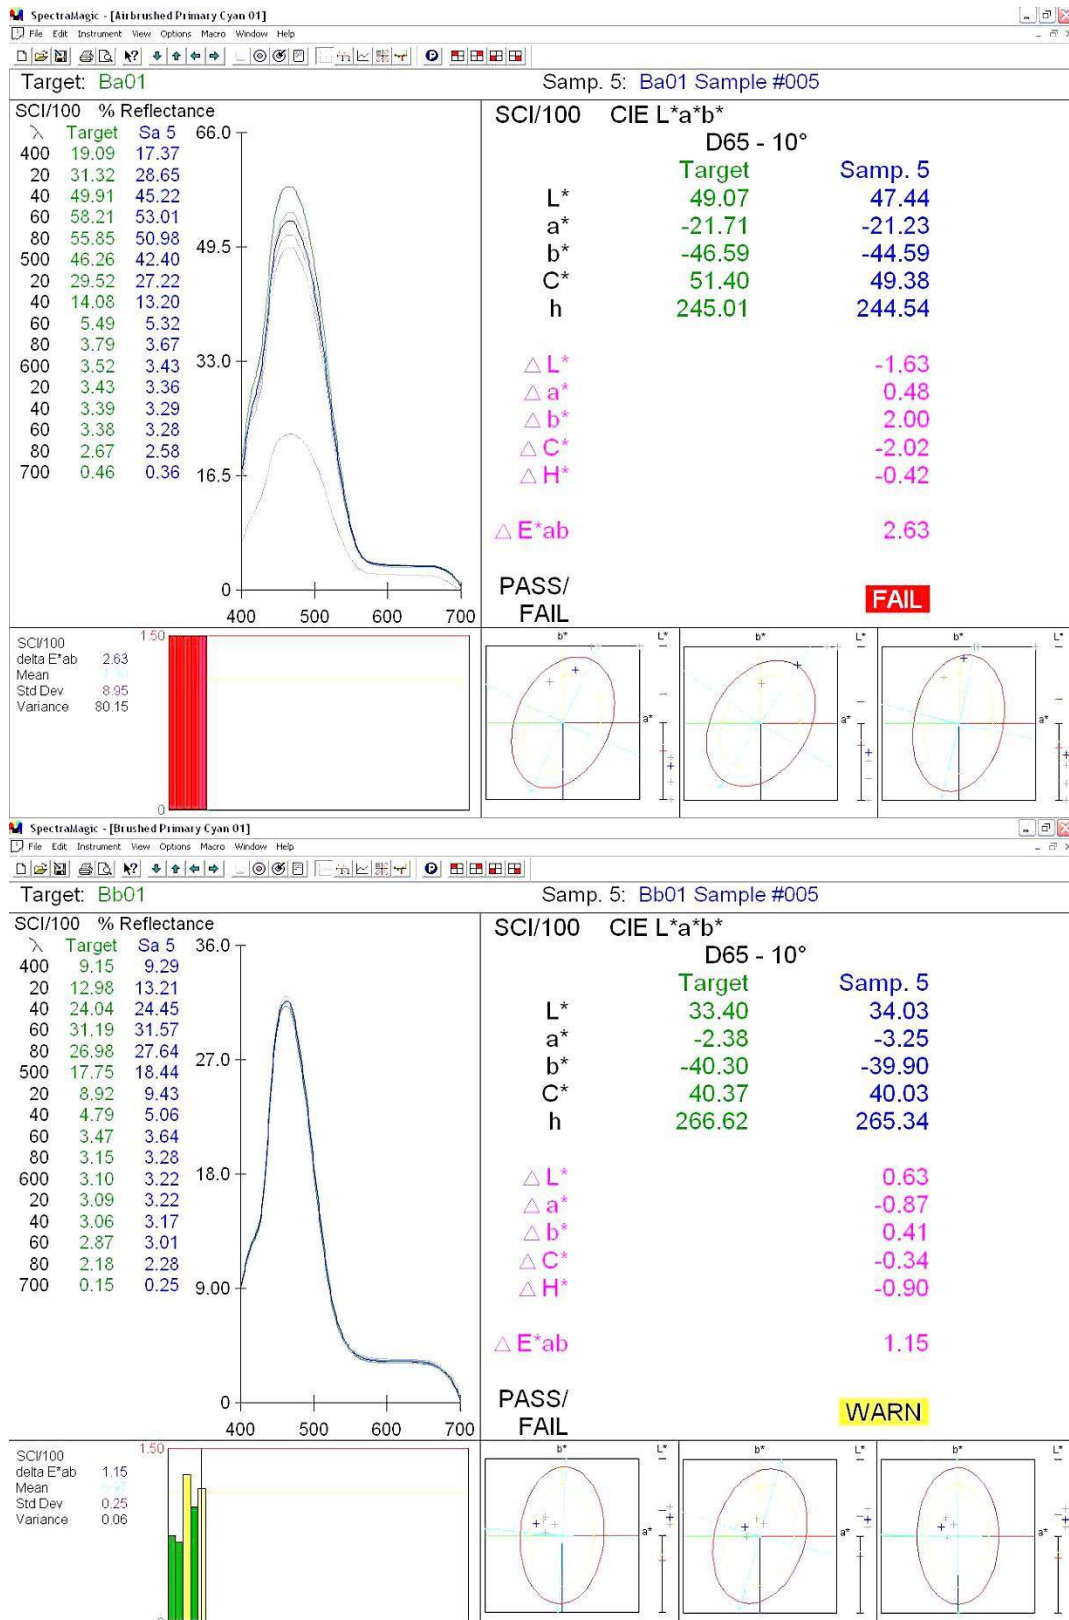 SpectraMagic - [Airbrushed Primary Cyan 01]
File Edit Instrument View Options Macro Window Help
Target: Ba01 Samp. 5: Ba01 Sample #005
SCI/100 % Reflectance
λ Target Sa 5
400 19.09 17.37
20 31.32 28.65
40 49.91 45.22
60 58.21 53.01
80 55.85 50.98
500 46.26 42.40
20 29.52 27.22
40 14.08 13.20
60 5.49 5.32
80 3.79 3.67
600 3.52 3.43
20 3.43 3.36
40 3.39 3.29
60 3.38 3.28
80 2.67 2.58
700 0.46 0.36
66.0
49.5
33.0
16.5
0
400 500 600 700
SCI/100 CIE L*a*b*
D65 - 10°
Target Samp. 5
L* 49.07 47.44
a* -21.71 -21.23
b* -46.59 -44.59
C* 51.40 49.38
h 245.01 244.54
△ L* -1.63
△ a* 0.48
△ b* 2.00
△ C* -2.02
△ H* -0.42
△ E*ab 2.63
PASS/
FAIL FAIL
SCI/100
delta E*ab 2.63
Mean
Std Dev 8.95
Variance 80.15
1.50
0
b* L* b* L* b* L*
a* a* a*
SpectraMagic - [Brushed Primary Cyan 01]
File Edit Instrument View Options Macro Window Help
Target: Bb01 Samp. 5: Bb01 Sample #005
SCI/100 % Reflectance
λ Target Sa 5
400 9.15 9.29
20 12.98 13.21
40 24.04 24.45
60 31.19 31.57
80 26.98 27.64
500 17.75 18.44
20 8.92 9.43
40 4.79 5.06
60 3.47 3.64
80 3.15 3.28
600 3.10 3.22
20 3.09 3.22
40 3.06 3.17
60 2.87 3.01
80 2.18 2.28
700 0.15 0.25
36.0
27.0
18.0
9.00
0
400 500 600 700
SCI/100 CIE L*a*b*
D65 - 10°
Target Samp. 5
L* 33.40 34.03
a* -2.38 -3.25
b* -40.30 -39.90
C* 40.37 40.03
h 266.62 265.34
△ L* 0.63
△ a* -0.87
△ b* 0.41
△ C* -0.34
△ H* -0.90
△ E*ab 1.15
PASS/
FAIL WARN
SCI/100
delta E*ab 1.15
Mean
Std Dev 0.25
Variance 0.06
1.50
b* L* b* L* b* L*
a* a* a*